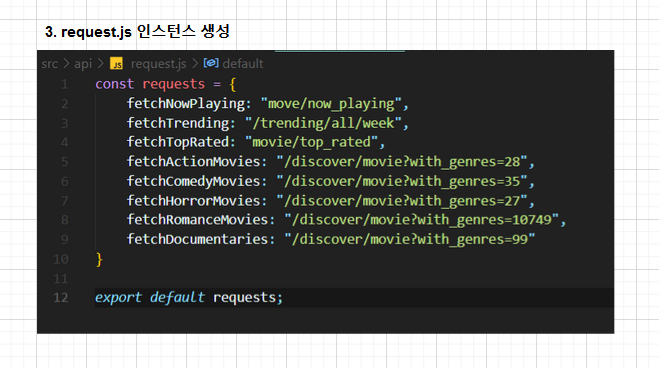 3. request.js 인스턴스 생성
src > api > JS request.js > default
1 const requests = {
2 fetchNowPlaying: "move/now_playing",
3 fetchTrending: "/trending/all/week",
4 fetchTopRated: "movie/top_rated",
5 fetchActionMovies: "/discover/movie?with_genres=28",
6 fetchComedyMovies: "/discover/movie?with_genres=35",
7 fetchHorrorMovies: "/discover/movie?with_genres=27",
8 fetchRomanceMovies: "/discover/movie?with_genres=10749",
9 fetchDocumentaries: "/discover/movie?with_genres=99"
10 }
11
12 export default requests;